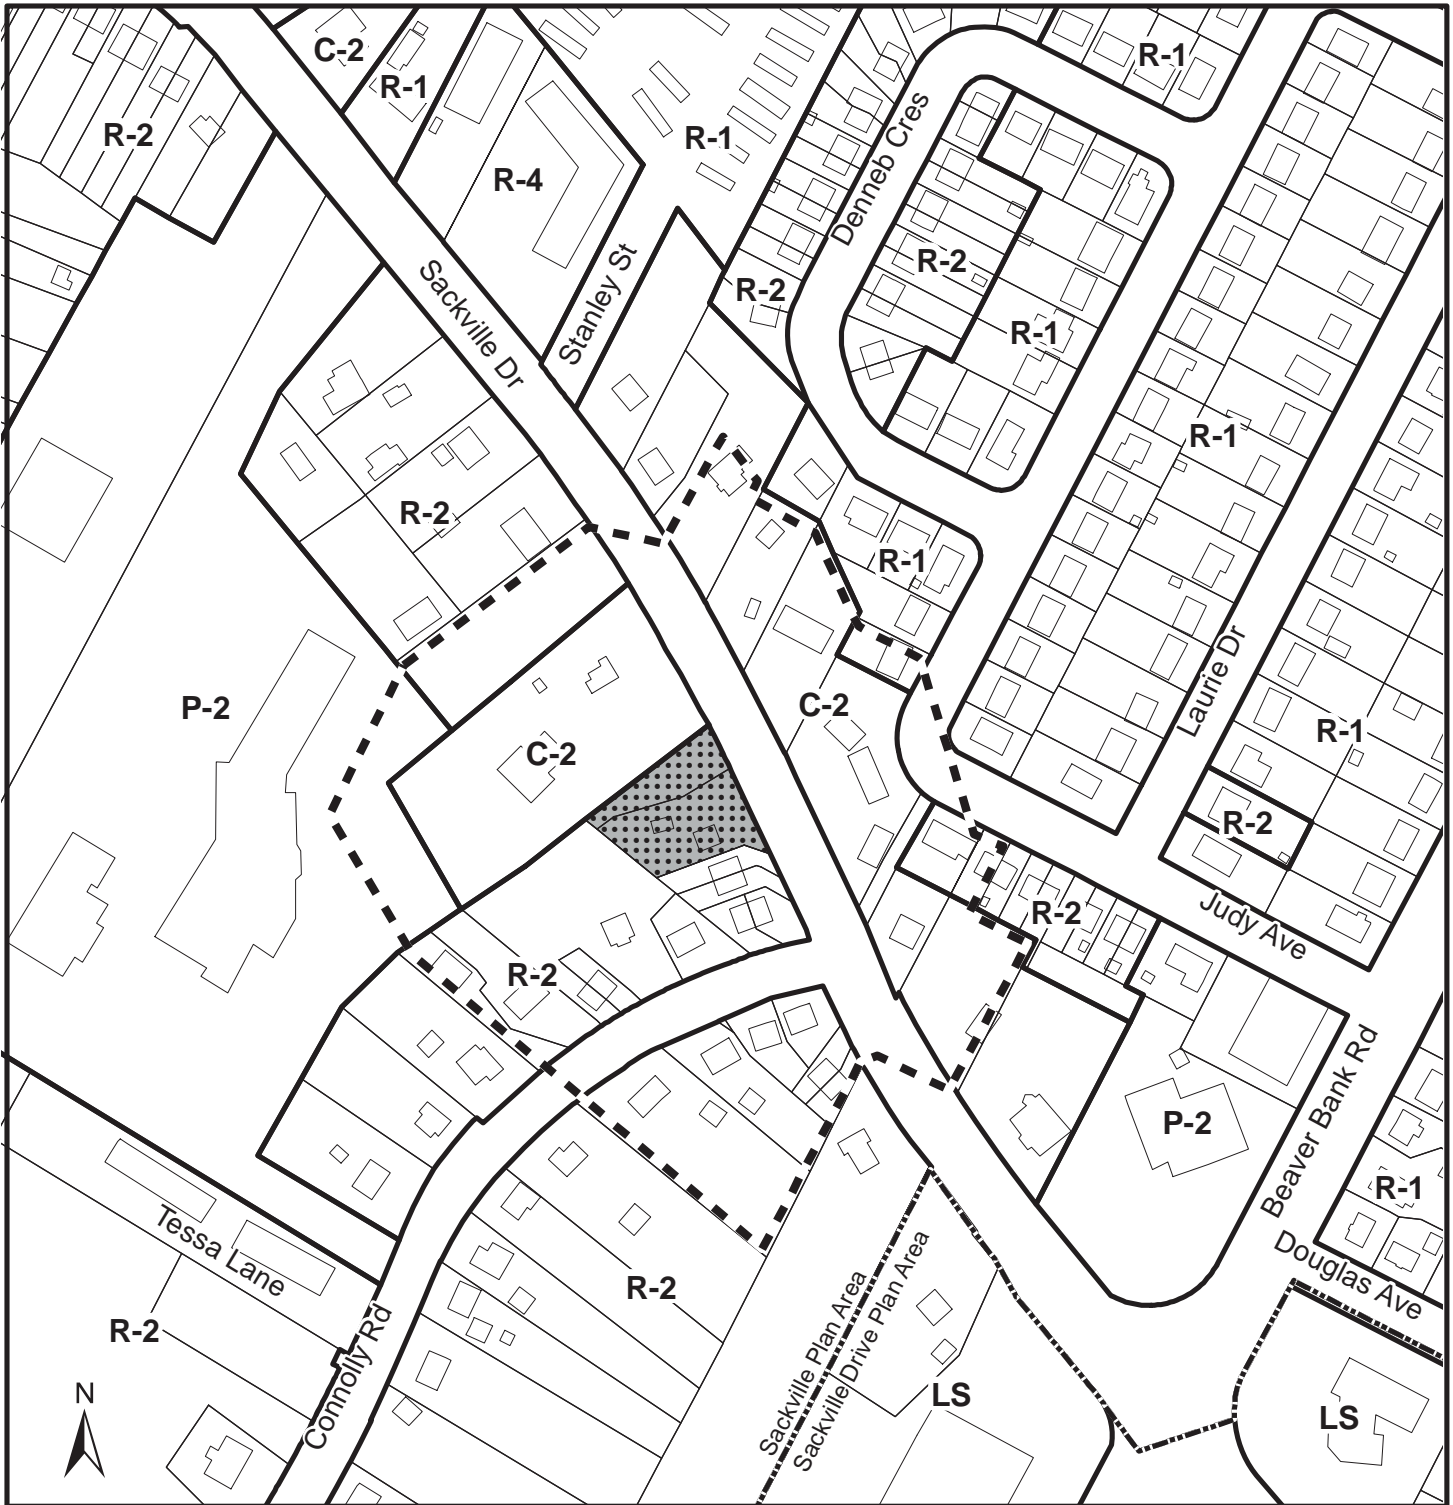 C-2
R-1
R-1
R-2
R-1
R-4
Denneb Cres
Sackville Dr
Stanley St
R-2
R-2
R-1
R-1
R-2
R-1
Laurie Dr
P-2
C-2
R-1
C-2
R-2
R-2
Judy Ave
R-2
Beaver Bank Rd
P-2
R-1
Tessa Lane
Douglas Ave
R-2
R-2
Connolly Rd
Sackville Plan Area
Sackville Drive Plan Area
LS
LS
N